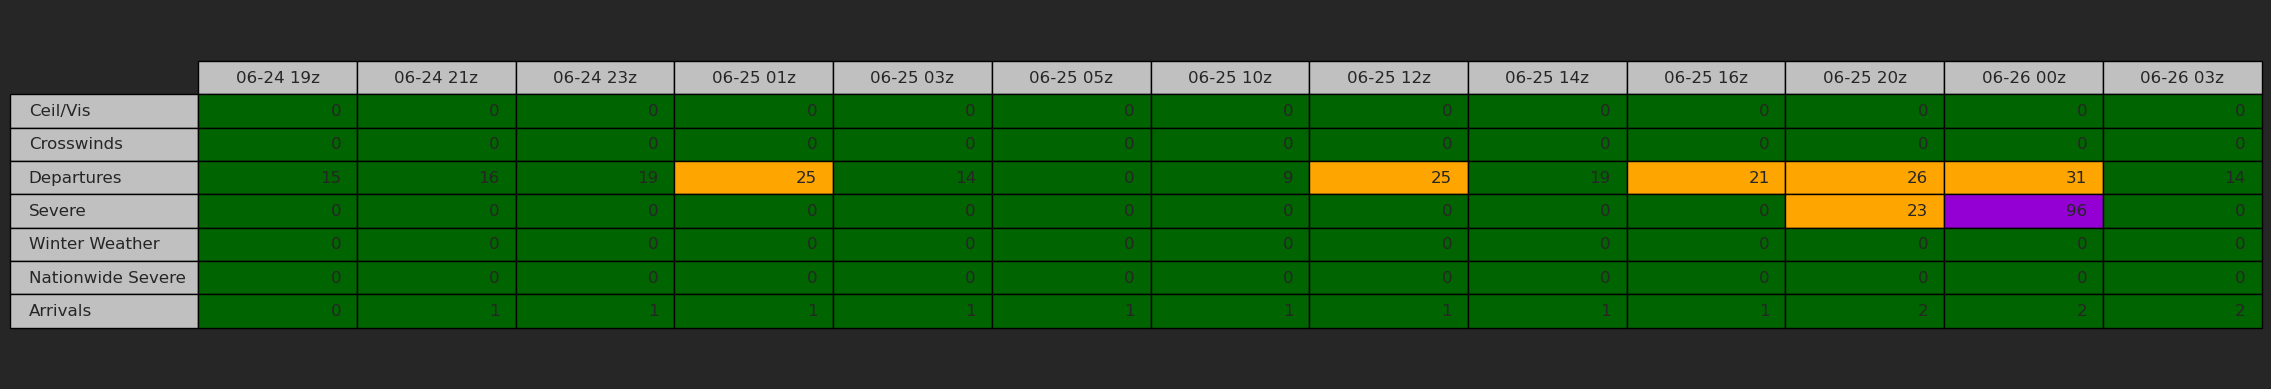 06-24 19z 06-24 21z 06-24 23z 06-25 01z 06-25 03z 06-25 05z 06-25 10z 06-25 12z 06-25 14z 06-25 16z 06-25 20z 06-26 00z 06-26 03z
Ceil/Vis 0 0 0 0 0 0 0 0 0 0 0 0 0
Crosswinds 0 0 0 0 0 0 0 0 0 0 0 0 0
Departures 15 16 19 25 14 0 9 25 19 21 26 31 14
Severe 0 0 0 0 0 0 0 0 0 0 23 96 0
Winter Weather 0 0 0 0 0 0 0 0 0 0 0 0 0
Nationwide Severe 0 0 0 0 0 0 0 0 0 0 0 0 0
Arrivals 0 1 1 1 1 1 1 1 1 1 2 2 2